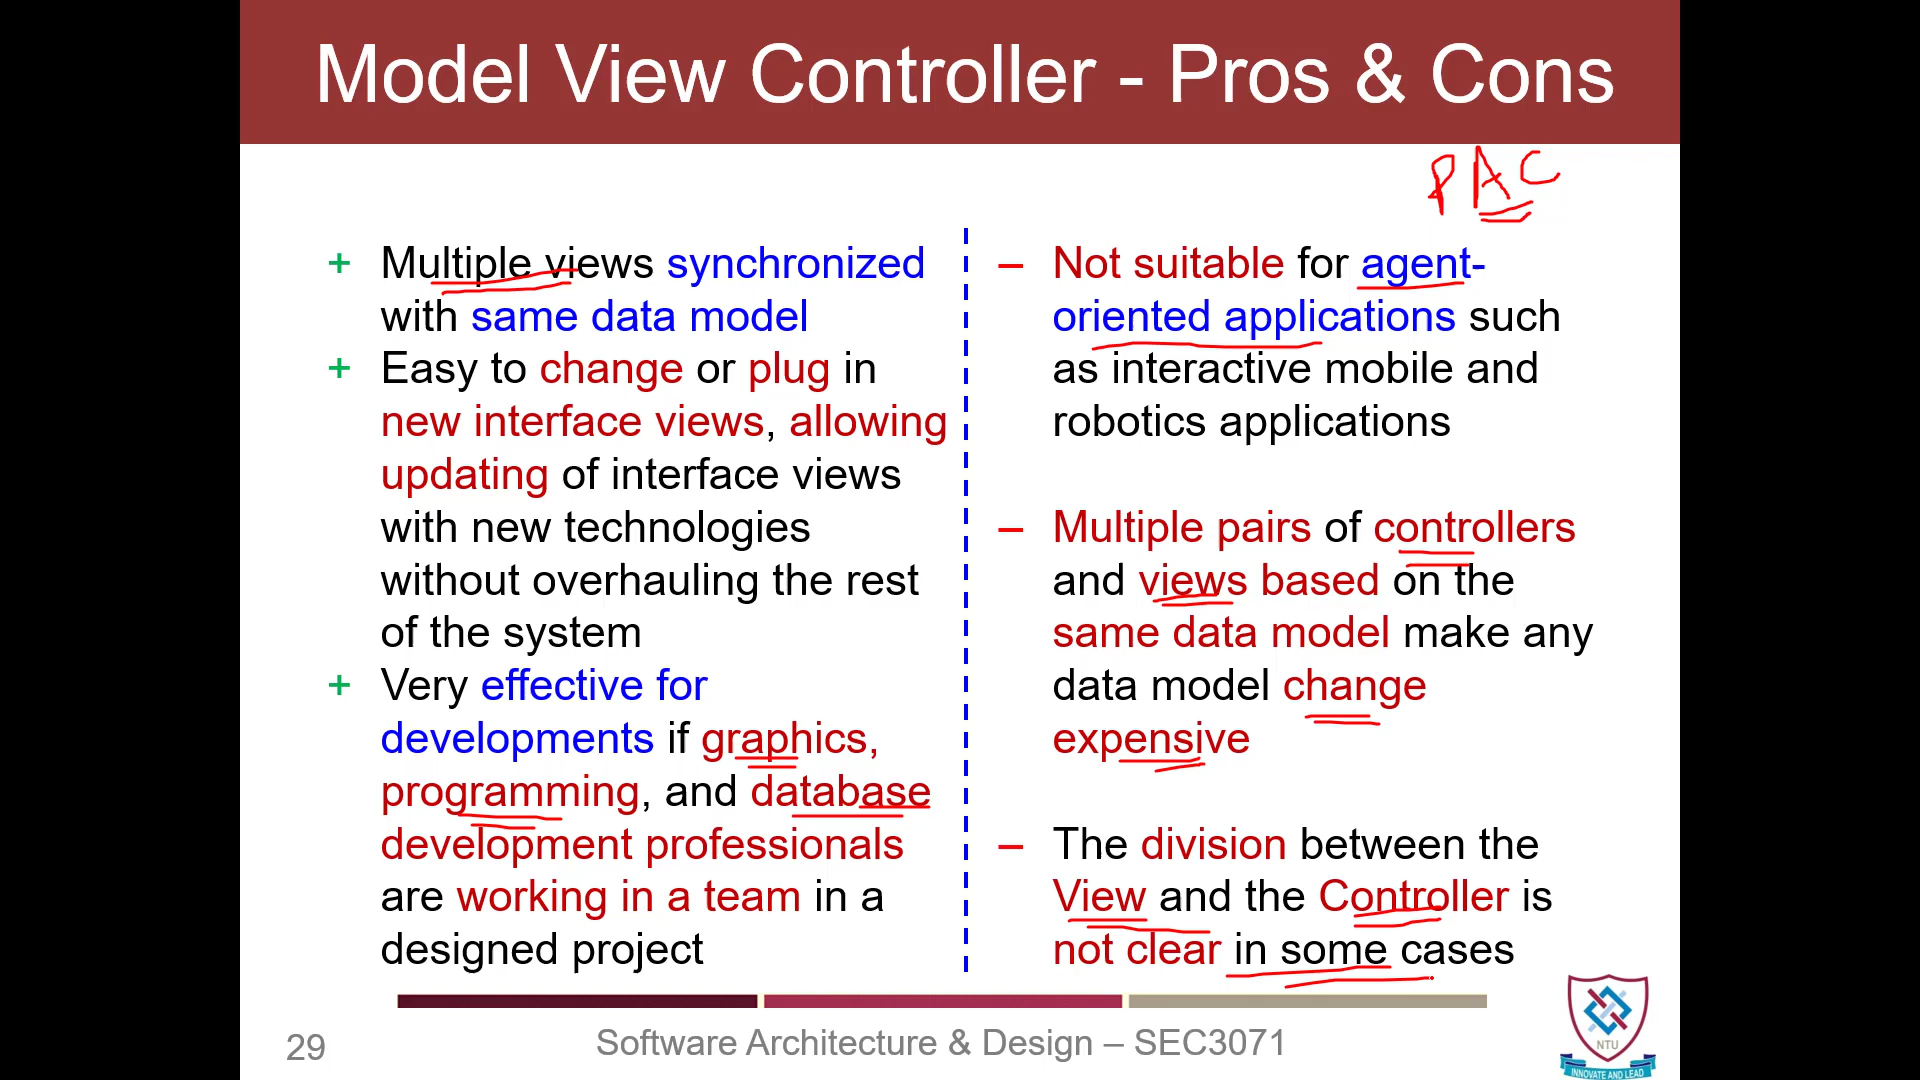 Model View Controller - Pros & Cons
PAC
+ Multiple views synchronized
with same data model
+ Easy to change or plug in
new interface views, allowing
updating of interface views
with new technologies
without overhauling the rest
of the system
+ Very effective for
developments if graphics,
programming, and database
development professionals
are working in a team in a
designed project
– Not suitable for agent-
oriented applications such
as interactive mobile and
robotics applications
– Multiple pairs of controllers
and views based on the
same data model make any
data model change
expensive
– The division between the
View and the Controller is
not clear in some cases
29
Software Architecture & Design – SEC3071
NTU
INNOVATE AND LEAD